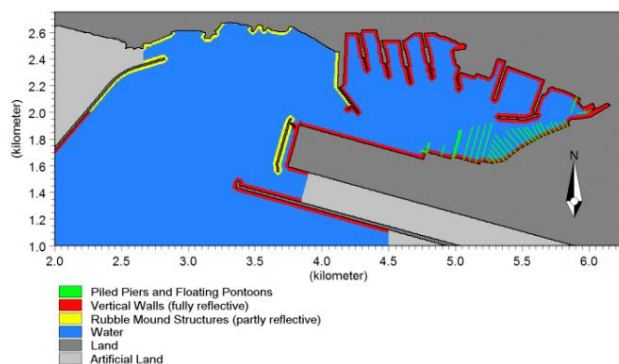 (kilometer)
2.6
2.4
2.2
2.0
1.8
1.6
1.4
1.2
1.0
N
2.0 2.5 3.0 3.5 4.0 4.5 5.0 5.5 6.0
(kilometer)
Piled Piers and Floating Pontoons
Vertical Walls (fully reflective)
Rubble Mound Structures (partly reflective)
Water
Land
Artificial Land